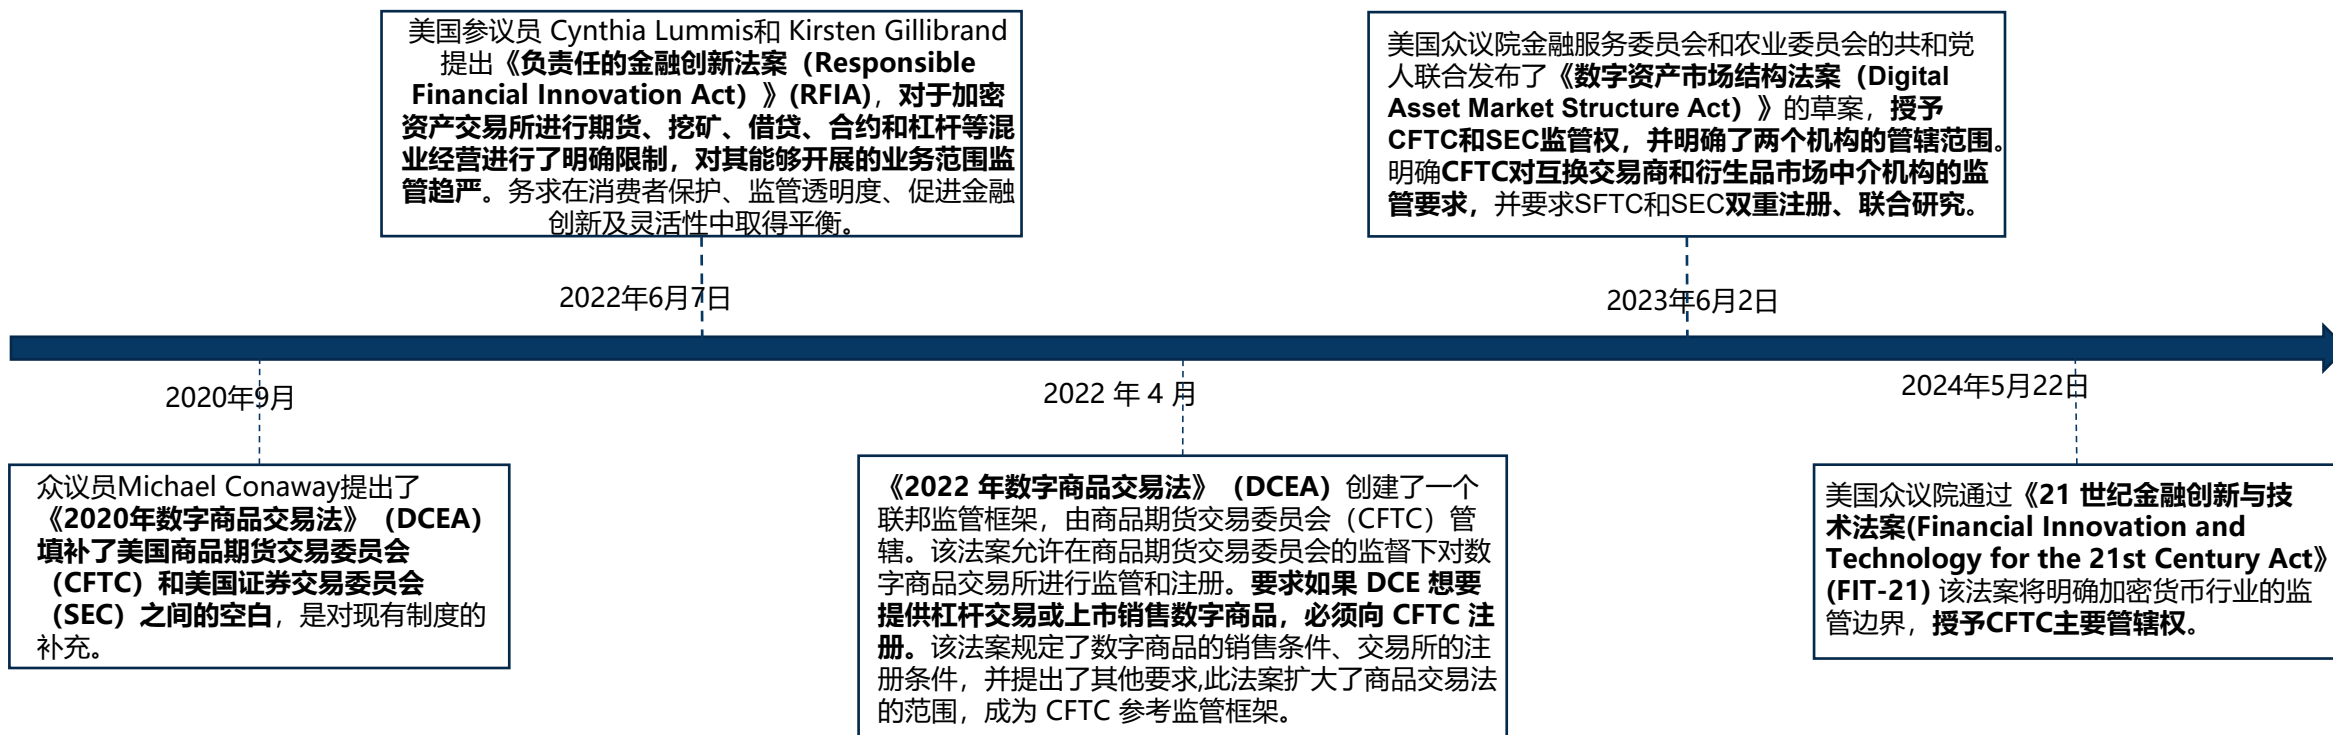 美国参议员 Cynthia Lummis和 Kirsten Gillibrand
提出《负责任的金融创新法案（Responsible
Financial Innovation Act）》(RFIA)，对于加密
资产交易所进行期货、挖矿、借贷、合约和杠杆等混
业经营进行了明确限制，对其能够开展的业务范围监
管趋严。务求在消费者保护、监管透明度、促进金融
创新及灵活性中取得平衡。
2022年6月7日
美国众议院金融服务委员会和农业委员会的共和党
人联合发布了《数字资产市场结构法案（Digital
Asset Market Structure Act）》的草案，授予
CFTC和SEC监管权，并明确了两个机构的管辖范围。
明确CFTC对互换交易商和衍生品市场中介机构的监
管要求，并要求SFTC和SEC双重注册、联合研究。
2023年6月2日
2020年9月
众议员Michael Conaway提出了
《2020年数字商品交易法》（DCEA）
填补了美国商品期货交易委员会
（CFTC）和美国证券交易委员会
（SEC）之间的空白，是对现有制度的
补充。
2022 年 4 月
《2022 年数字商品交易法》（DCEA）创建了一个
联邦监管框架，由商品期货交易委员会（CFTC）管
辖。该法案允许在商品期货交易委员会的监督下对数
字商品交易所进行监管和注册。要求如果 DCE 想要
提供杠杆交易或上市销售数字商品，必须向 CFTC 注
册。该法案规定了数字商品的销售条件、交易所的注
册条件，并提出了其他要求,此法案扩大了商品交易法
的范围，成为 CFTC 参考监管框架。
2024年5月22日
美国众议院通过《21 世纪金融创新与技
术法案(Financial Innovation and
Technology for the 21st Century Act》
(FIT-21) 该法案将明确加密货币行业的监
管边界，授予CFTC主要管辖权。